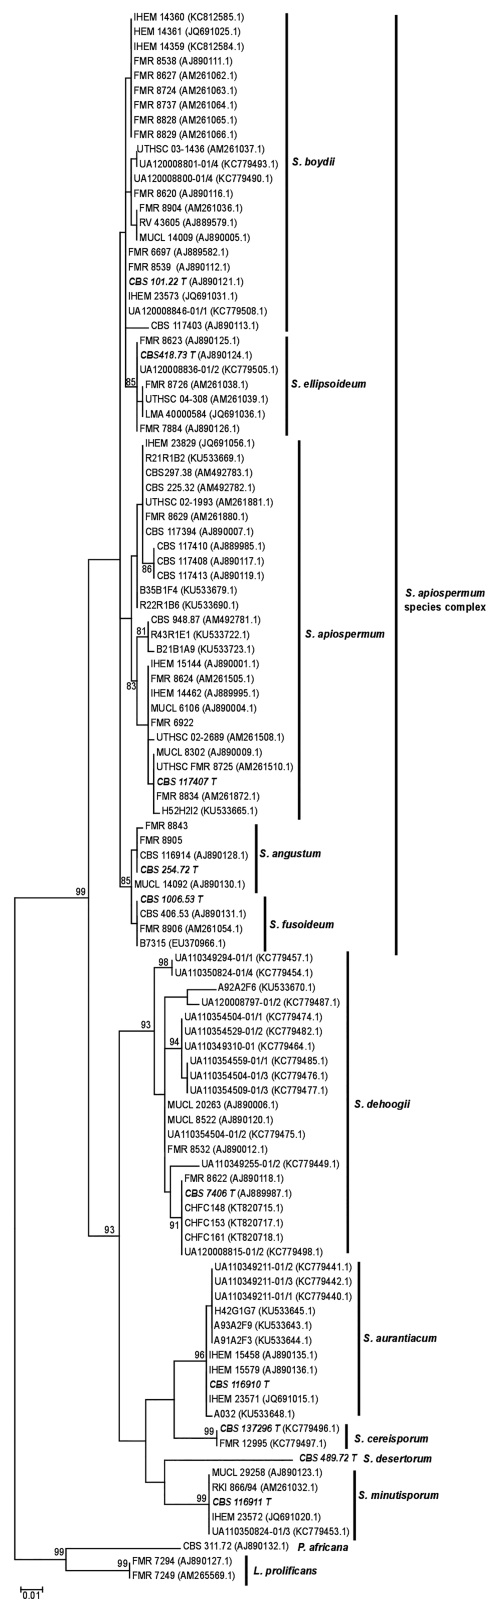 IHEM 14360 (KC812585.1)
HEM 14361 (JQ691025.1)
IHEM 14359 (KC812584.1)
FMR 8538 (AJ890111.1)
FMR 8627 (AM261062.1)
FMR 8724 (AM261063.1)
FMR 8737 (AM261064.1)
FMR 8828 (AM261065.1)
FMR 8829 (AM261066.1)
UTHSC 03-1436 (AM261037.1)
UA120008801-01/4 (KC779493.1)
S. boydii
UA120008800-01/4 (KC779490.1)
FMR 8620 (AJ890116.1)
FMR 8904 (AM261036.1)
RV 43605 (AJ889579.1)
MUCL 14009 (AJ890005.1)
FMR 6697 (AJ889582.1)
FMR 8539 (AJ890112.1)
CBS 101.22 T (AJ890121.1)
IHEM 23573 (JQ691031.1)
UA120008846-01/1 (KC779508.1)
CBS 117403 (AJ890113.1)
FMR 8623 (AJ890125.1)
CBS418.73 T (AJ890124.1)
UA120008836-01/2 (KC779505.1)
85
FMR 8726 (AM261038.1)
S. ellipsoideum
UTHSC 04-308 (AM261039.1)
LMA 40000584 (JQ691036.1)
FMR 7884 (AJ890126.1)
IHEM 23829 (JQ691056.1)
R21R1B2 (KU533669.1)
CBS297.38 (AM492783.1)
CBS 225.32 (AM492782.1)
UTHSC 02-1993 (AM261881.1)
FMR 8629 (AM261880.1)
CBS 117394 (AJ890007.1)
CBS 117410 (AJ889985.1)
CBS 117408 (AJ890117.1)
86
CBS 117413 (AJ890119.1)
B35B1F4 (KU533679.1)
S. apiospermum
species complex
R22R1B6 (KU533690.1)
CBS 948.87 (AM492781.1)
81
R43R1E1 (KU533722.1)
S. apiospermum
B21B1A9 (KU533723.1)
IHEM 15144 (AJ890001.1)
FMR 8624 (AM261505.1)
83
IHEM 14462 (AJ889995.1)
MUCL 6106 (AJ890004.1)
FMR 6922
UTHSC 02-2689 (AM261508.1)
MUCL 8302 (AJ890009.1)
UTHSC FMR 8725 (AM261510.1)
CBS 117407 T
FMR 8834 (AM261872.1)
H52H2I2 (KU533665.1)
FMR 8843
FMR 8905
CBS 116914 (AJ890128.1)
S. angustum
CBS 254.72 T
85
MUCL 14092 (AJ890130.1)
99
CBS 1006.53 T
CBS 406.53 (AJ890131.1)
S. fusoideum
FMR 8906 (AM261054.1)
B7315 (EU370966.1)
UA110349294-01/1 (KC779457.1)
98
UA110350824-01/4 (KC779454.1)
A92A2F6 (KU533670.1)
UA120008797-01/2 (KC779487.1)
UA110354504-01/1 (KC779474.1)
93
UA110354529-01/2 (KC779482.1)
94
UA110349310-01 (KC779464.1)
UA110354559-01/1 (KC779485.1)
UA110354504-01/3 (KC779476.1)
UA110354509-01/3 (KC779477.1)
MUCL 20263 (AJ890006.1)
S. dehoogii
MUCL 8522 (AJ890120.1)
UA110354504-01/2 (KC779475.1)
FMR 8532 (AJ890012.1)
UA110349255-01/2 (KC779449.1)
FMR 8622 (AJ890118.1)
CBS 7406 T (AJ889987.1)
CHFC148 (KT820715.1)
91
CHFC153 (KT820717.1)
93
CHFC161 (KT820718.1)
UA120008815-01/2 (KC779498.1)
UA110349211-01/2 (KC779441.1)
UA110349211-01/3 (KC779442.1)
UA110349211-01/1 (KC779440.1)
H42G1G7 (KU533645.1)
A93A2F9 (KU533643.1)
S. aurantiacum
A91A2F3 (KU533644.1)
96
IHEM 15458 (AJ890135.1)
IHEM 15579 (AJ890136.1)
CBS 116910 T
IHEM 23571 (JQ691015.1)
A032 (KU533648.1)
99
CBS 137296 T (KC779496.1)
S. cereisporum
FMR 12995 (KC779497.1)
CBS 489.72 T S. desertorum
MUCL 29258 (AJ890123.1)
RKI 866/94 (AM261032.1)
99
CBS 116911 T
S. minutisporum
IHEM 23572 (JQ691020.1)
UA110350824-01/3 (KC779453.1)
99
CBS 311.72 (AJ890132.1) P. africana
99
FMR 7294 (AJ890127.1)
L. prolificans
FMR 7249 (AM265569.1)
0.01